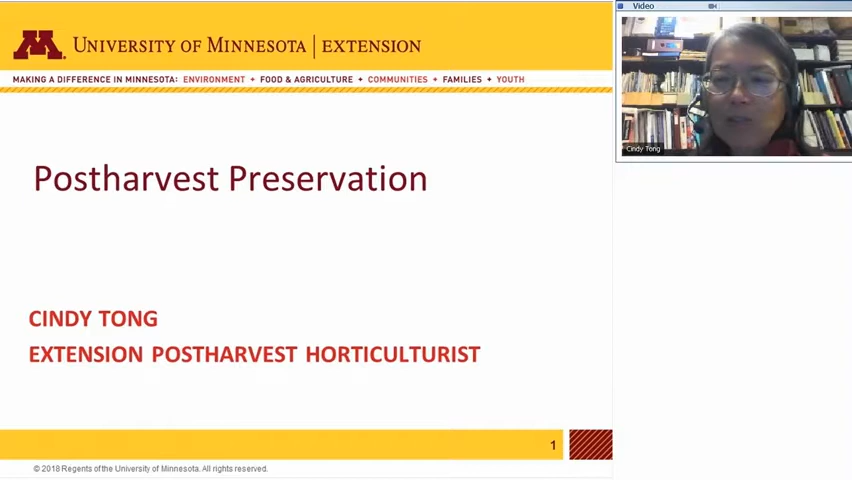 UNIVERSITY OF MINNESOTA | EXTENSION
MAKING A DIFFERENCE IN MINNESOTA: ENVIRONMENT + FOOD & AGRICULTURE + COMMUNITIES + FAMILIES + YOUTH
Postharvest Preservation
CINDY TONG
EXTENSION POSTHARVEST HORTICULTURIST
1
© 2018 Regents of the University of Minnesota. All rights reserved.
Video
Cindy Tong